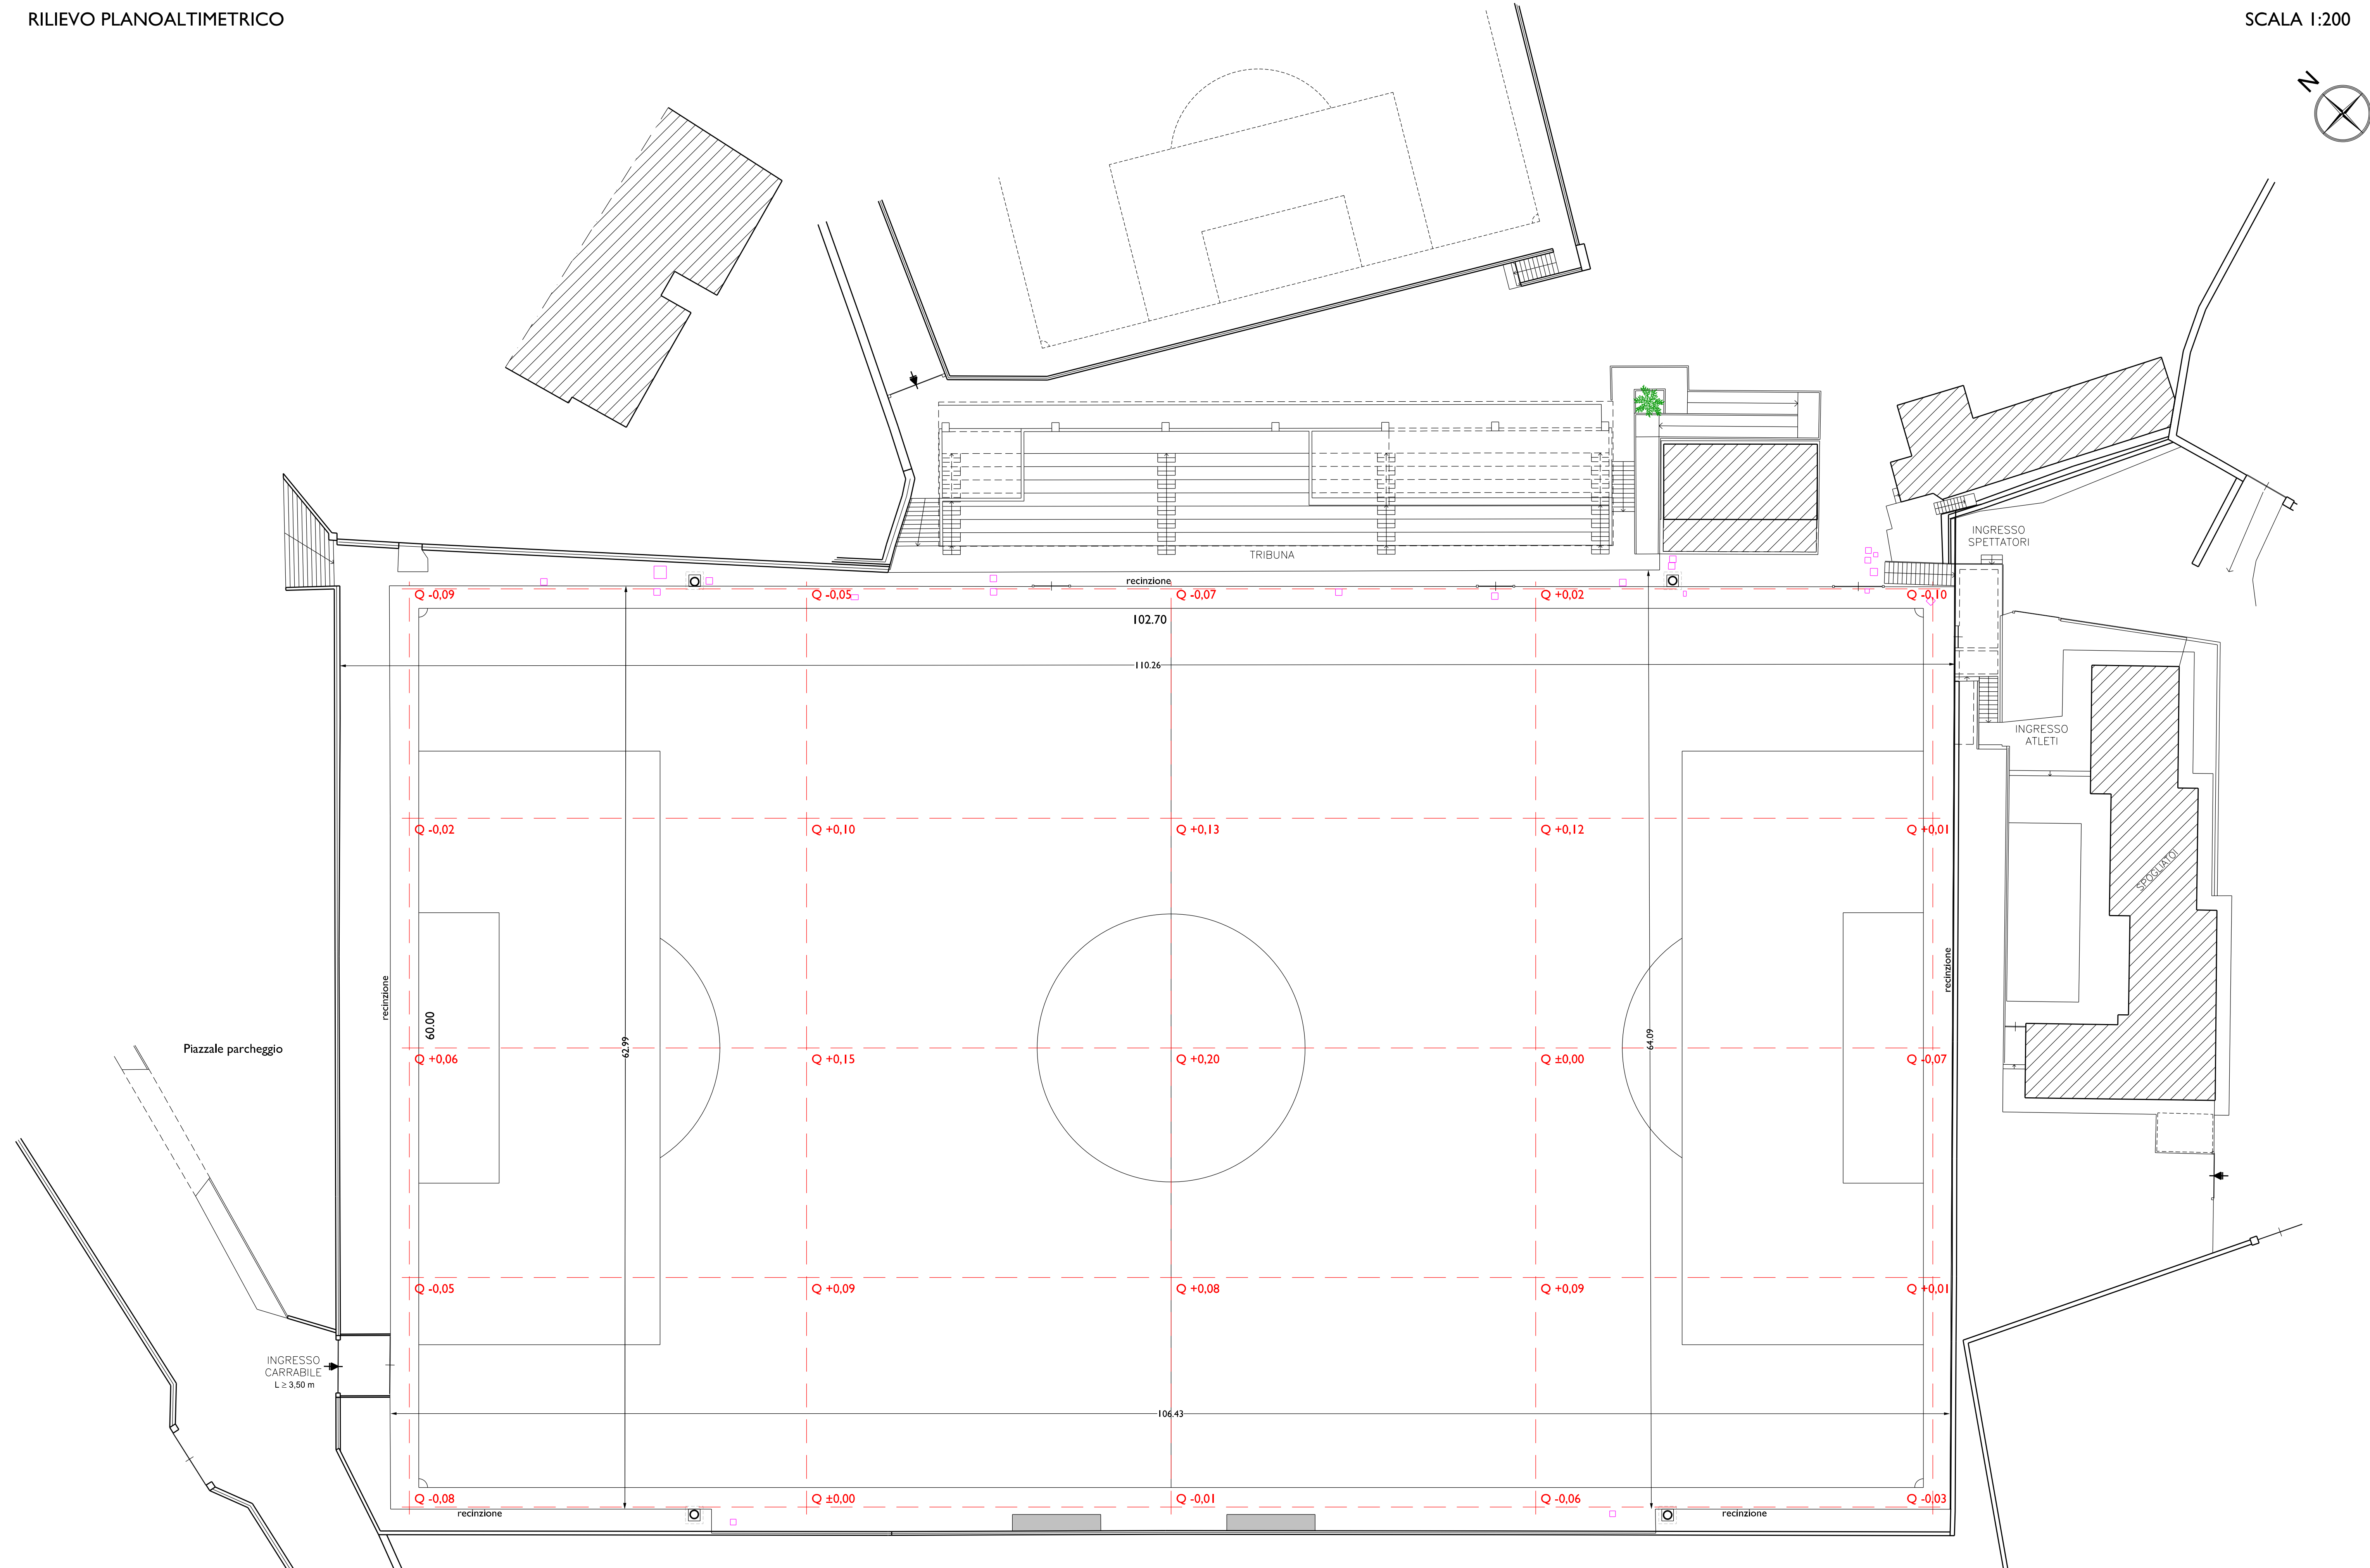 RILIEVO PLANOALTIMETRICO
SCALA 1:200
N
INGRESSO
SPETTATORI
TRIBUNA
recinzione
Q -0,09
Q -0,05
Q -0,07
Q +0,02
Q -0,10
102.70
110.26
INGRESSO
ATLETI
Q -0,02
Q +0,10
Q +0,13
Q +0,12
Q +0,01
SPOGLIATOI
recinzione
recinzione
60.00
62.99
64.09
Piazzale parcheggio
Q +0,06
Q +0,15
Q +0,20
Q ±0,00
Q -0,07
Q -0,05
Q +0,09
Q +0,08
Q +0,09
Q +0,01
INGRESSO
CARRABILE
L ≥ 3,50 m
106.43
Q -0,08
Q ±0,00
Q -0,01
Q -0,06
Q -0,03
recinzione
recinzione